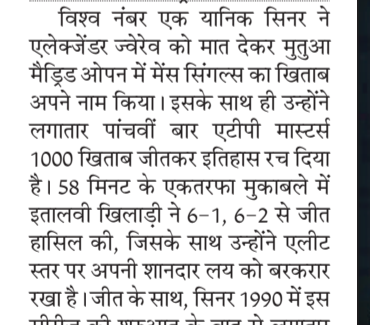 विश्व नंबर एक यानिक सिनर ने
एलेक्जेंडर ज्वेरेव को मात देकर मुतुआ
मैड्रिड ओपन में मेंस सिंगल्स का खिताब
अपने नाम किया। इसके साथ ही उन्होंने
लगातार पांचवीं बार एटीपी मास्टर्स
1000 खिताब जीतकर इतिहास रच दिया
है। 58 मिनट के एकतरफा मुकाबले में
इतालवी खिलाड़ी ने 6-1, 6-2 से जीत
हासिल की, जिसके साथ उन्होंने एलीट
स्तर पर अपनी शानदार लय को बरकरार
रखा है। जीत के साथ, सिनर 1990 में इस